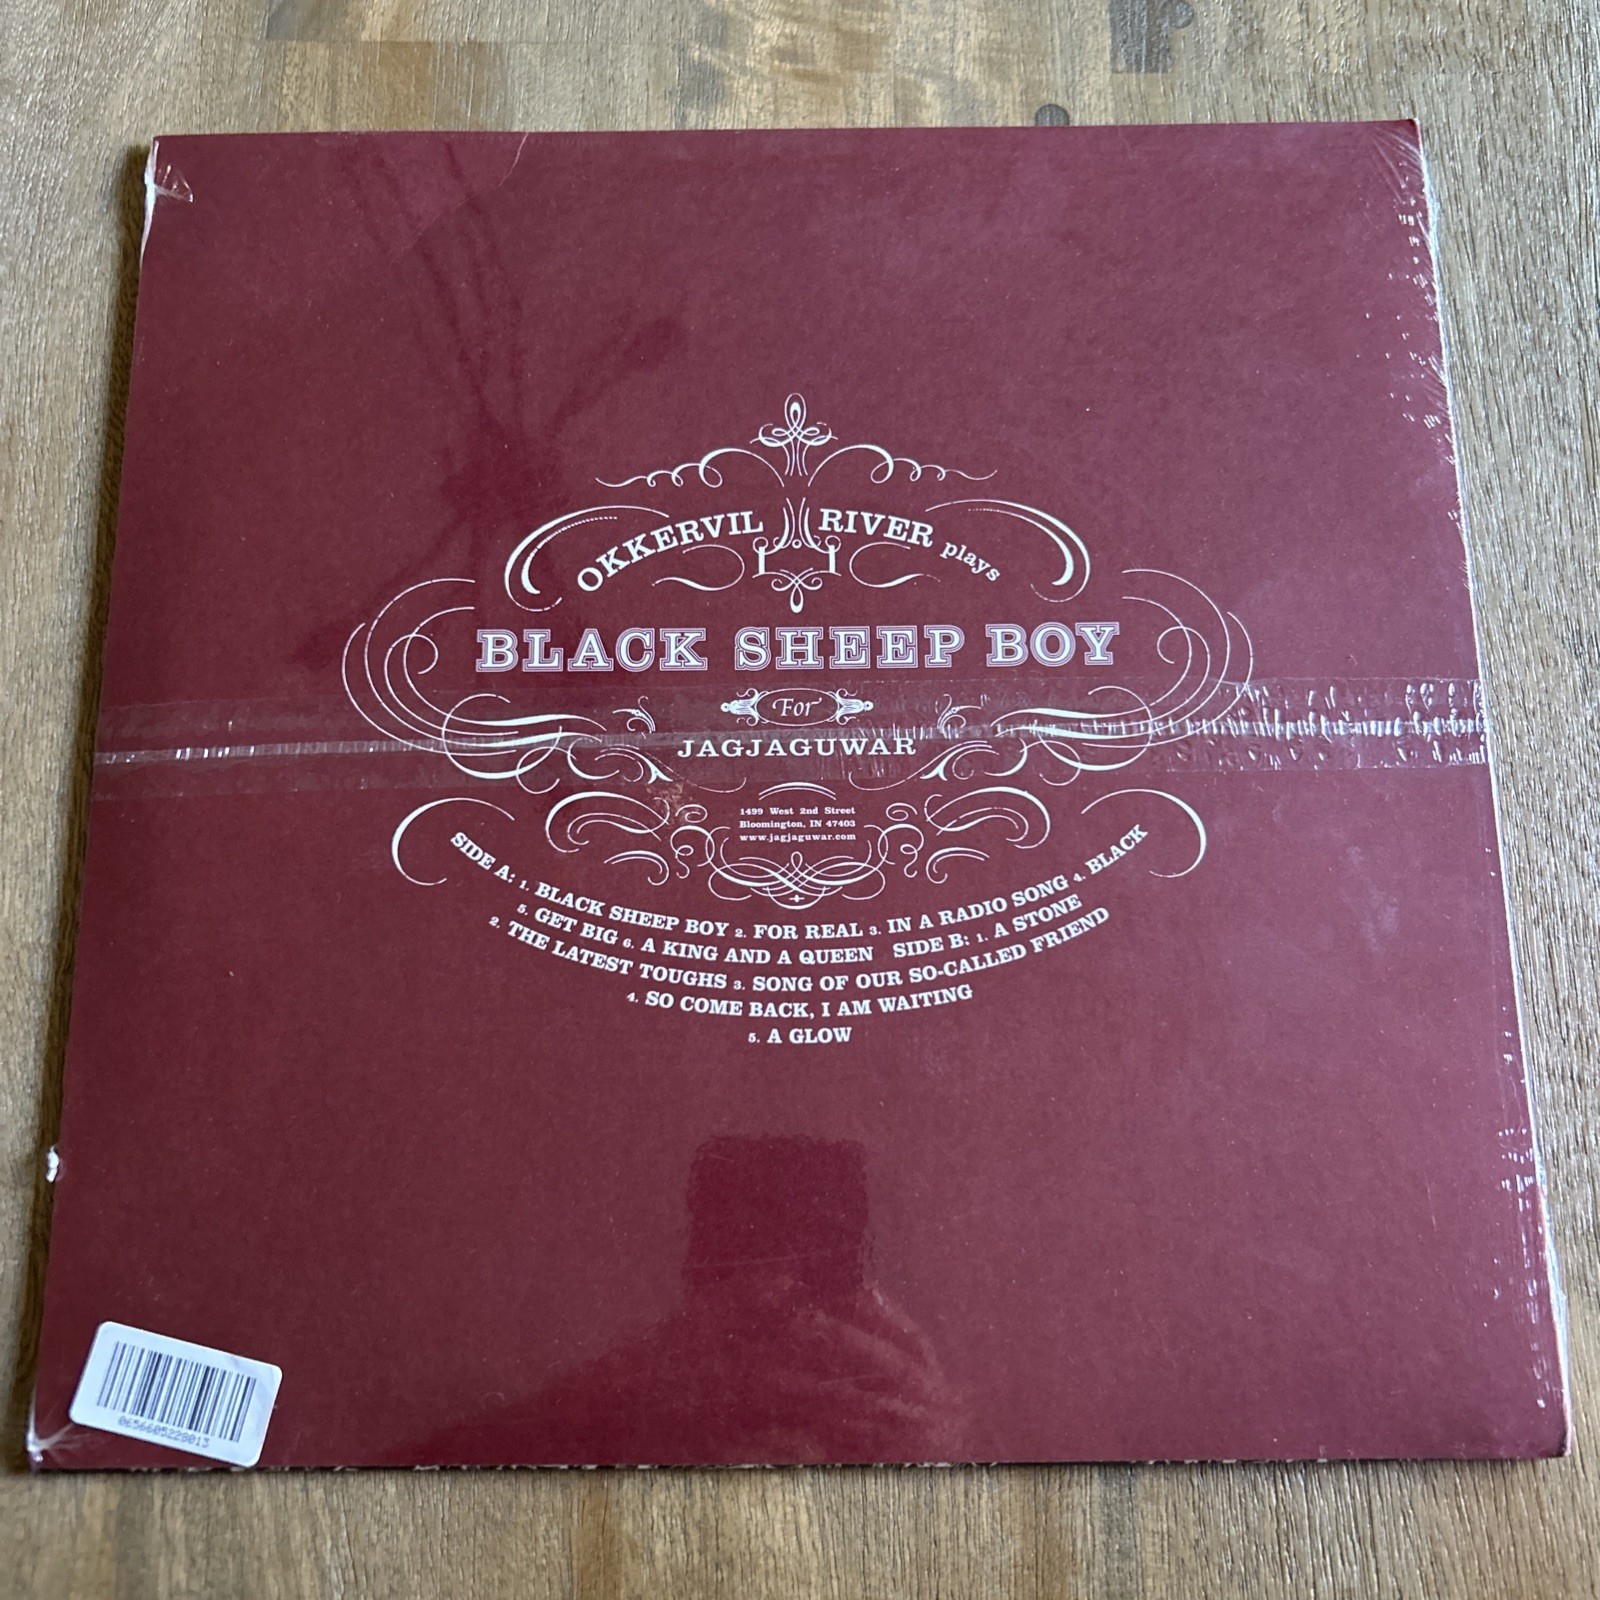 OKKERVIL RIVER plays
BLACK SHEEP BOY
For
JAGJAGUWAR
1499 West 2nd Street
Bloomington, IN 47403
www.jagjaguwar.com
SIDE A: 1. BLACK SHEEP BOY 2. FOR REAL 3. IN A RADIO SONG 4. BLACK
5. GET BIG 6. A KING AND A QUEEN SIDE B: 1. A STONE
2. THE LATEST TOUGHS 3. SONG OF OUR SO-CALLED FRIEND
4. SO COME BACK, I AM WAITING
5. A GLOW
0656605228013